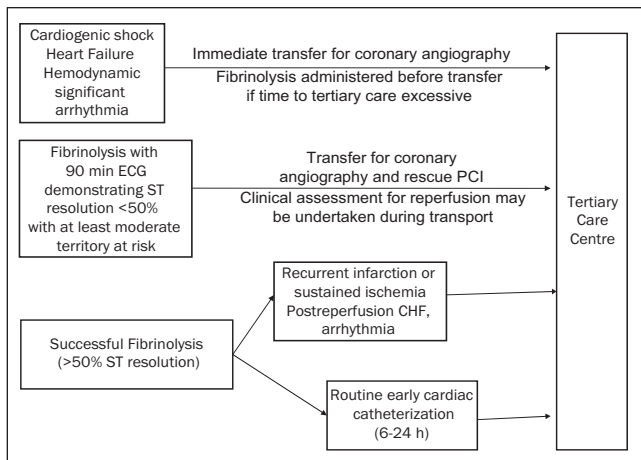 Cardiogenic shock
Heart Failure
Hemodynamic
significant
arrhythmia
Immediate transfer for coronary angiography
Fibrinolysis administered before transfer
if time to tertiary care excessive
Fibrinolysis with
90 min ECG
demonstrating ST
resolution <50%
with at least moderate
territory at risk
Transfer for coronary
angiography and rescue PCI
Clinical assessment for reperfusion may
be undertaken during transport
Tertiary
Care
Centre
Recurrent infarction or
sustained ischemia
Postreperfusion CHF,
arrhythmia
Successful Fibrinolysis
(>50% ST resolution)
Routine early cardiac
catheterization
(6-24 h)